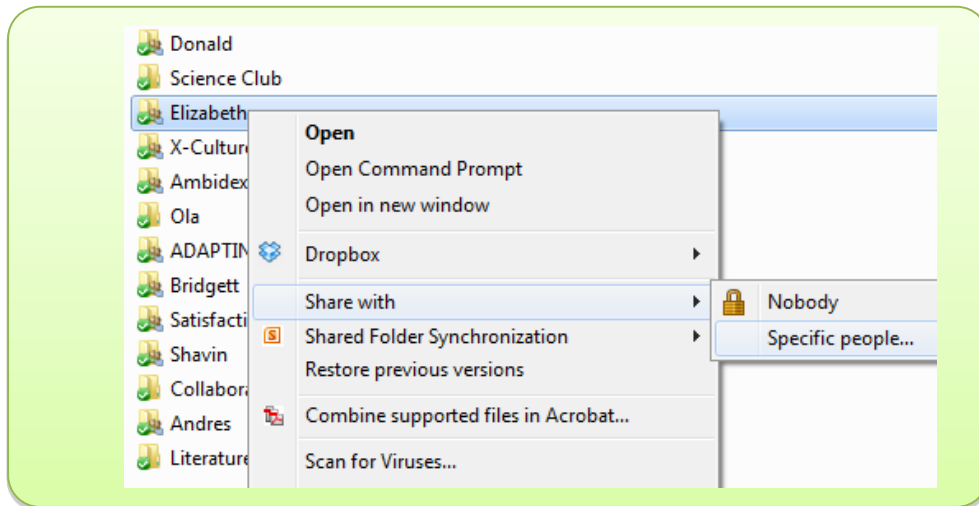 Donald
Science Club
Elizabeth
X-Culture
Ambidex
Ola
ADAPTIN
Bridgett
Satisfacti
Shavin
Collabora
Andres
Literature
Open
Open Command Prompt
Open in new window
Dropbox
Share with
Shared Folder Synchronization
Restore previous versions
Combine supported files in Acrobat...
Scan for Viruses...
Nobody
Specific people...